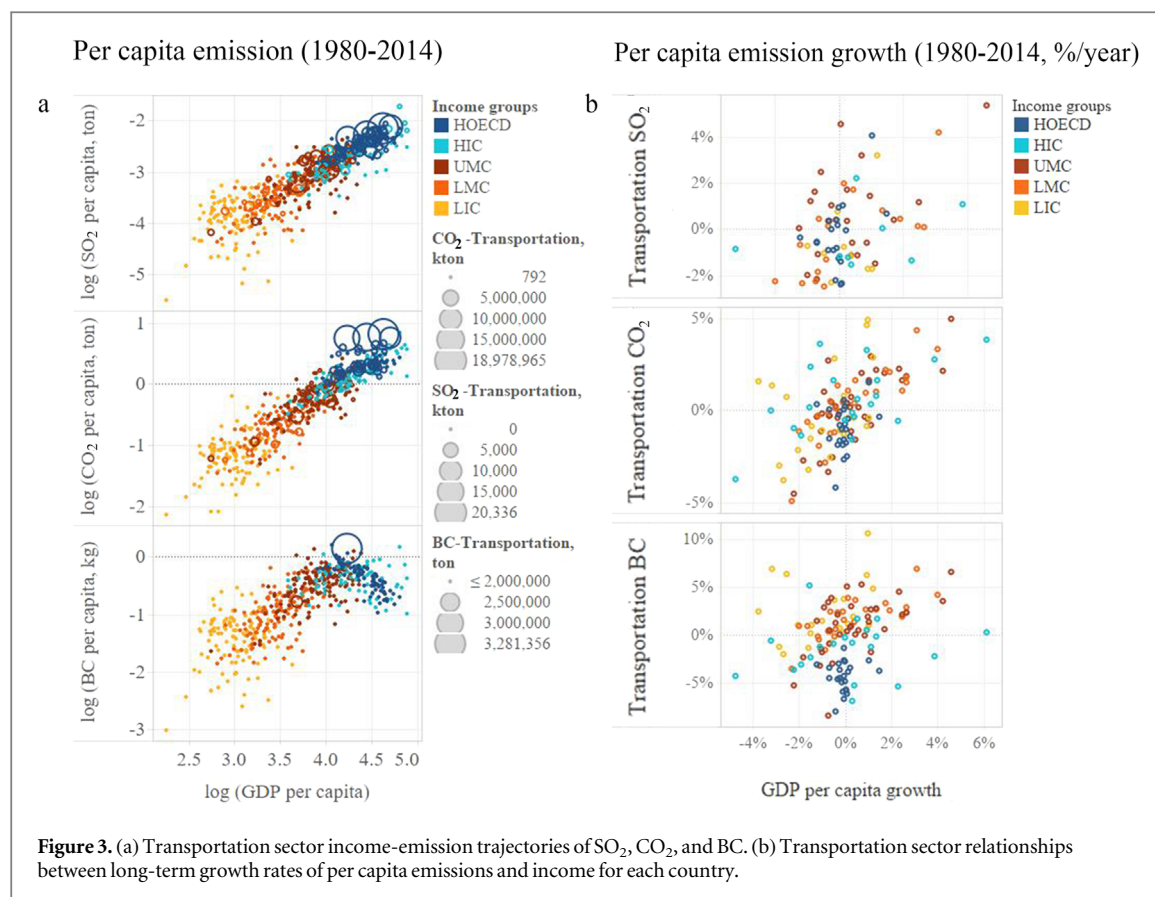 Per capita emission (1980-2014)
Per capita emission growth (1980-2014, %/year)
a
log (SO2 per capita, ton)
-2
-3
-4
-5
log (CO2 per capita, ton)
1
0
-1
-2
log (BC per capita, kg)
0
-1
-2
-3
2.5 3.0 3.5 4.0 4.5 5.0
log (GDP per capita)
Income groups
HOECD
HIC
UMC
LMC
LIC
CO2 -Transportation,
kton
792
5,000,000
10,000,000
15,000,000
18,978,965
SO2 -Transportation,
kton
0
5,000
10,000
15,000
20,336
BC-Transportation,
ton
≤ 2,000,000
2,500,000
3,000,000
3,281,356
b
Transportation SO2
4%
2%
0%
-2%
Transportation CO2
5%
0%
-5%
Transportation BC
10%
5%
0%
-5%
-4% -2% 0% 2% 4% 6%
GDP per capita growth
Income groups
HOECD
HIC
UMC
LMC
LIC
Figure 3. (a) Transportation sector income-emission trajectories of SO2, CO2, and BC. (b) Transportation sector relationships
between long-term growth rates of per capita emissions and income for each country.